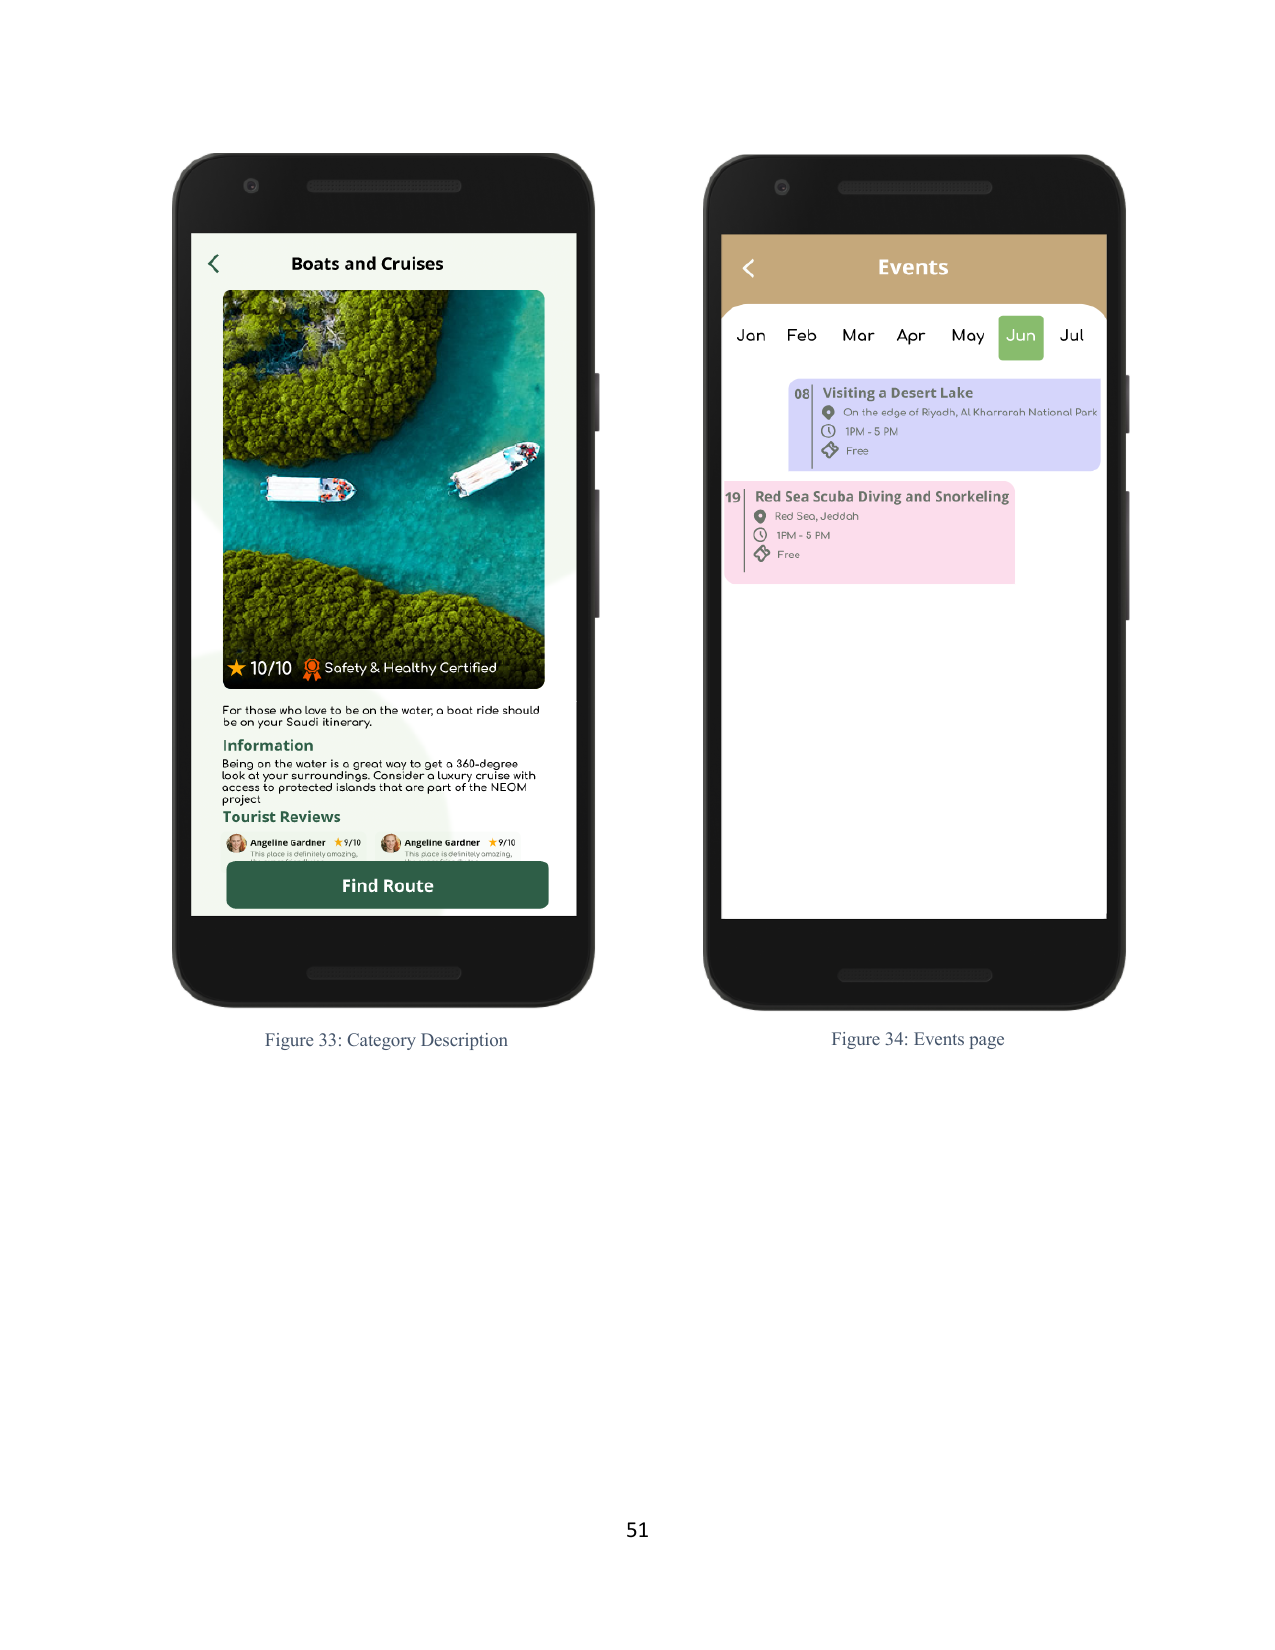 Boats and Cruises
10/10 Safety & Healthy Certified
For those who love to be on the water, a boat ride should
be on your Saudi itinerary.
Information
Being on the water is a great way to get a 360-degree
look at your surroundings. Consider a luxury cruise with
access to protected islands that are part of the NEOM
project
Tourist Reviews
Angeline Gardner 9/10 Angeline Gardner 9/10
This place is definitely amazing, This place is definitely amazing,
Find Route
Figure 33: Category Description
Events
Jan Feb Mar Apr May Jun Jul
08 Visiting a Desert Lake
On the edge of Riyadh, Al Kharrarah National Park
1PM - 5 PM
Free
19 Red Sea Scuba Diving and Snorkeling
Red Sea, Jeddah
1PM - 5 PM
Free
Figure 34: Events page
51